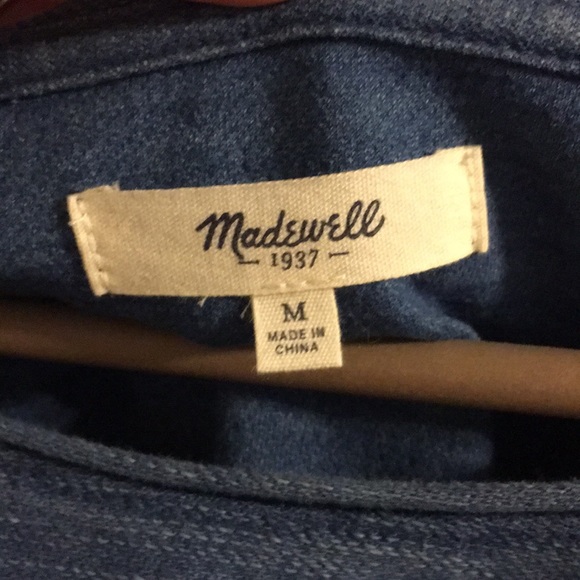 Madewell
— 1937 —
M
MADE IN
CHINA